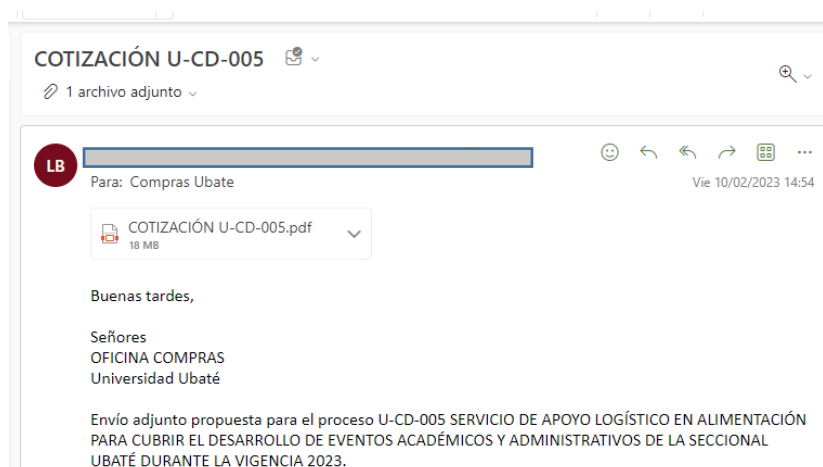 COTIZACIÓN U-CD-005
1 archivo adjunto
LB
Para: Compras Ubate
Vie 10/02/2023 14:54
COTIZACIÓN U-CD-005.pdf
18 MB
Buenas tardes,
Señores
OFICINA COMPRAS
Universidad Ubaté
Envío adjunto propuesta para el proceso U-CD-005 SERVICIO DE APOYO LOGÍSTICO EN ALIMENTACIÓN
PARA CUBRIR EL DESARROLLO DE EVENTOS ACADÉMICOS Y ADMINISTRATIVOS DE LA SECCIONAL
UBATÉ DURANTE LA VIGENCIA 2023.